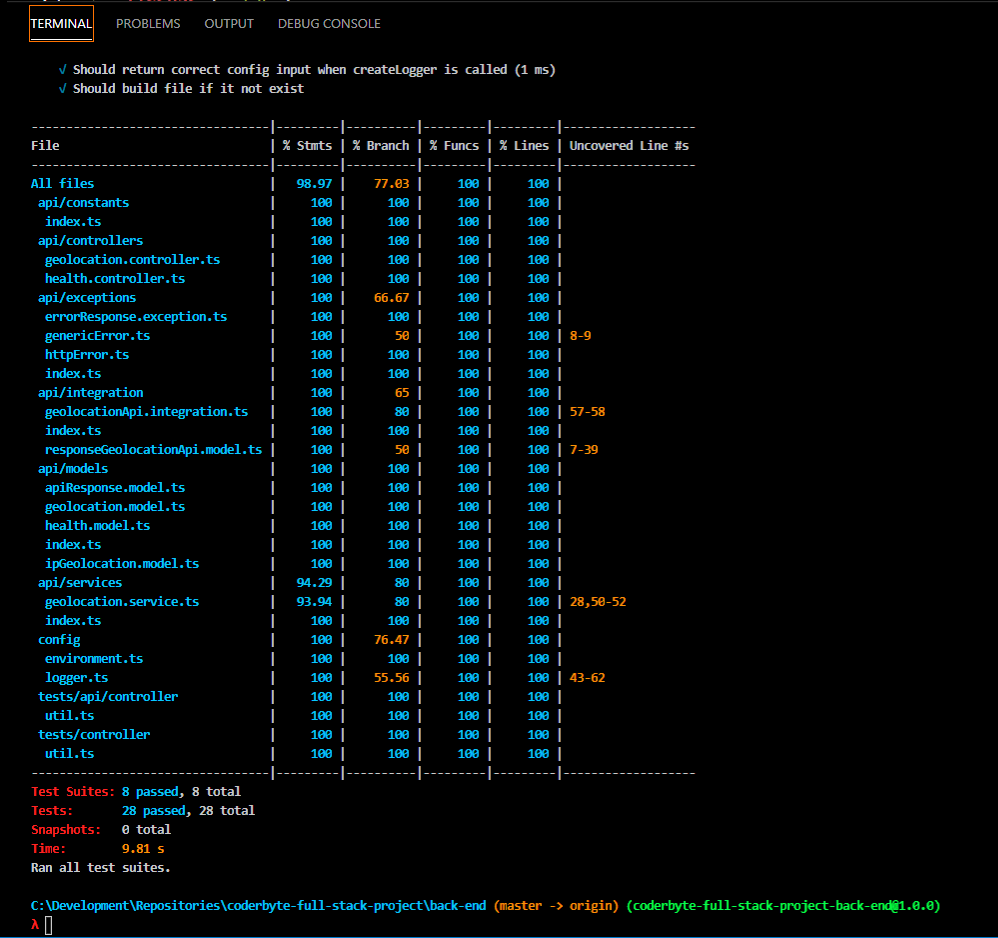 TERMINAL PROBLEMS OUTPUT DEBUG CONSOLE
√ Should return correct config input when createLogger is called (1 ms)
√ Should build file if it not exist
----------------------------------|---------|----------|---------|---------|-------------------
File | % Stmts | % Branch | % Funcs | % Lines | Uncovered Line #s
----------------------------------|---------|----------|---------|---------|-------------------
All files | 98.97 | 77.03 | 100 | 100 |
api/constants | 100 | 100 | 100 | 100 |
index.ts | 100 | 100 | 100 | 100 |
api/controllers | 100 | 100 | 100 | 100 |
geolocation.controller.ts | 100 | 100 | 100 | 100 |
health.controller.ts | 100 | 100 | 100 | 100 |
api/exceptions | 100 | 66.67 | 100 | 100 |
errorResponse.exception.ts | 100 | 100 | 100 | 100 |
genericError.ts | 100 | 50 | 100 | 100 | 8-9
httpError.ts | 100 | 100 | 100 | 100 |
index.ts | 100 | 100 | 100 | 100 |
api/integration | 100 | 65 | 100 | 100 |
geolocationApi.integration.ts | 100 | 80 | 100 | 100 | 57-58
index.ts | 100 | 100 | 100 | 100 |
responseGeolocationApi.model.ts | 100 | 50 | 100 | 100 | 7-39
api/models | 100 | 100 | 100 | 100 |
apiResponse.model.ts | 100 | 100 | 100 | 100 |
geolocation.model.ts | 100 | 100 | 100 | 100 |
health.model.ts | 100 | 100 | 100 | 100 |
index.ts | 100 | 100 | 100 | 100 |
ipGeolocation.model.ts | 100 | 100 | 100 | 100 |
api/services | 94.29 | 80 | 100 | 100 |
geolocation.service.ts | 93.94 | 80 | 100 | 100 | 28,50-52
index.ts | 100 | 100 | 100 | 100 |
config | 100 | 76.47 | 100 | 100 |
environment.ts | 100 | 100 | 100 | 100 |
logger.ts | 100 | 55.56 | 100 | 100 | 43-62
tests/api/controller | 100 | 100 | 100 | 100 |
util.ts | 100 | 100 | 100 | 100 |
tests/controller | 100 | 100 | 100 | 100 |
util.ts | 100 | 100 | 100 | 100 |
----------------------------------|---------|----------|---------|---------|-------------------
Test Suites: 8 passed, 8 total
Tests: 28 passed, 28 total
Snapshots: 0 total
Time: 9.81 s
Ran all test suites.
C:\Development\Repositories\coderbyte-full-stack-project\back-end (master -> origin) (coderbyte-full-stack-project-back-end@1.0.0)
λ